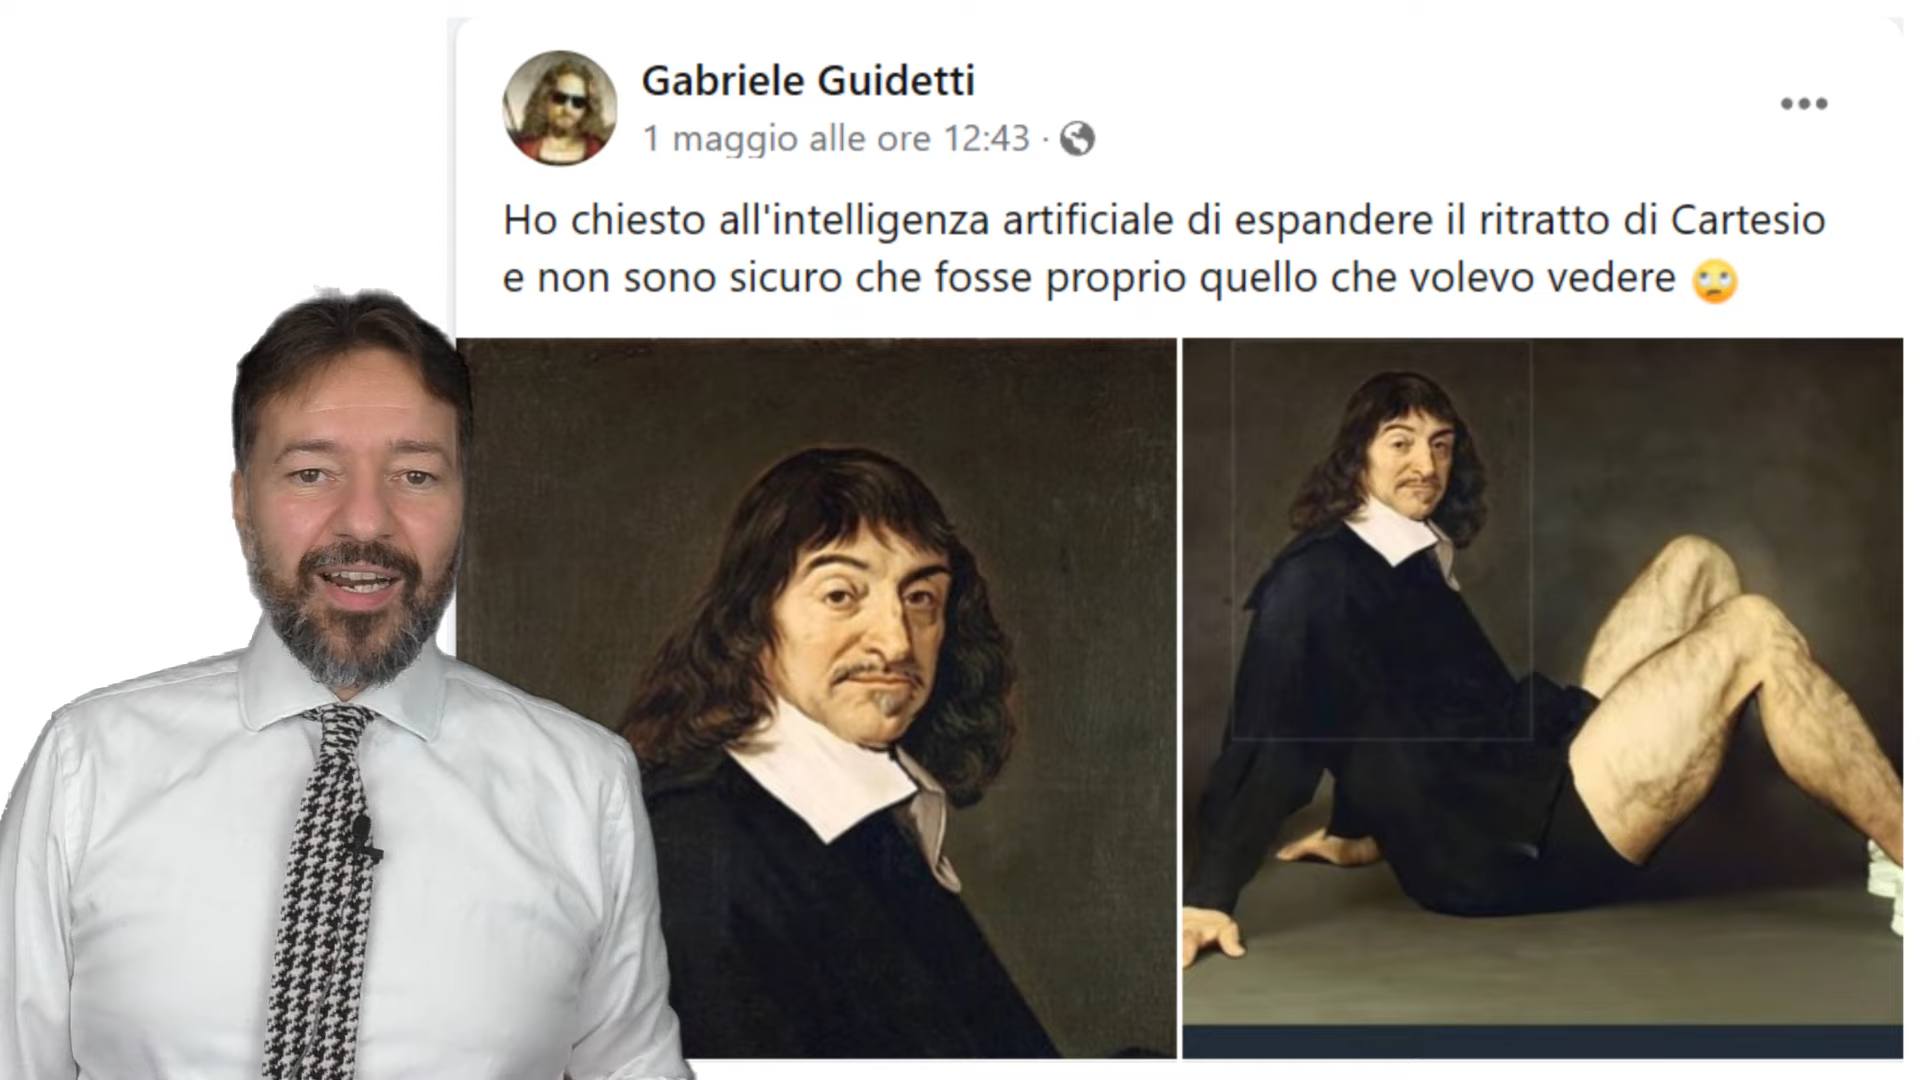 Gabriele Guidetti
1 maggio alle ore 12:43 ·
Ho chiesto all'intelligenza artificiale di espandere il ritratto di Cartesio
e non sono sicuro che fosse proprio quello che volevo vedere 🙄